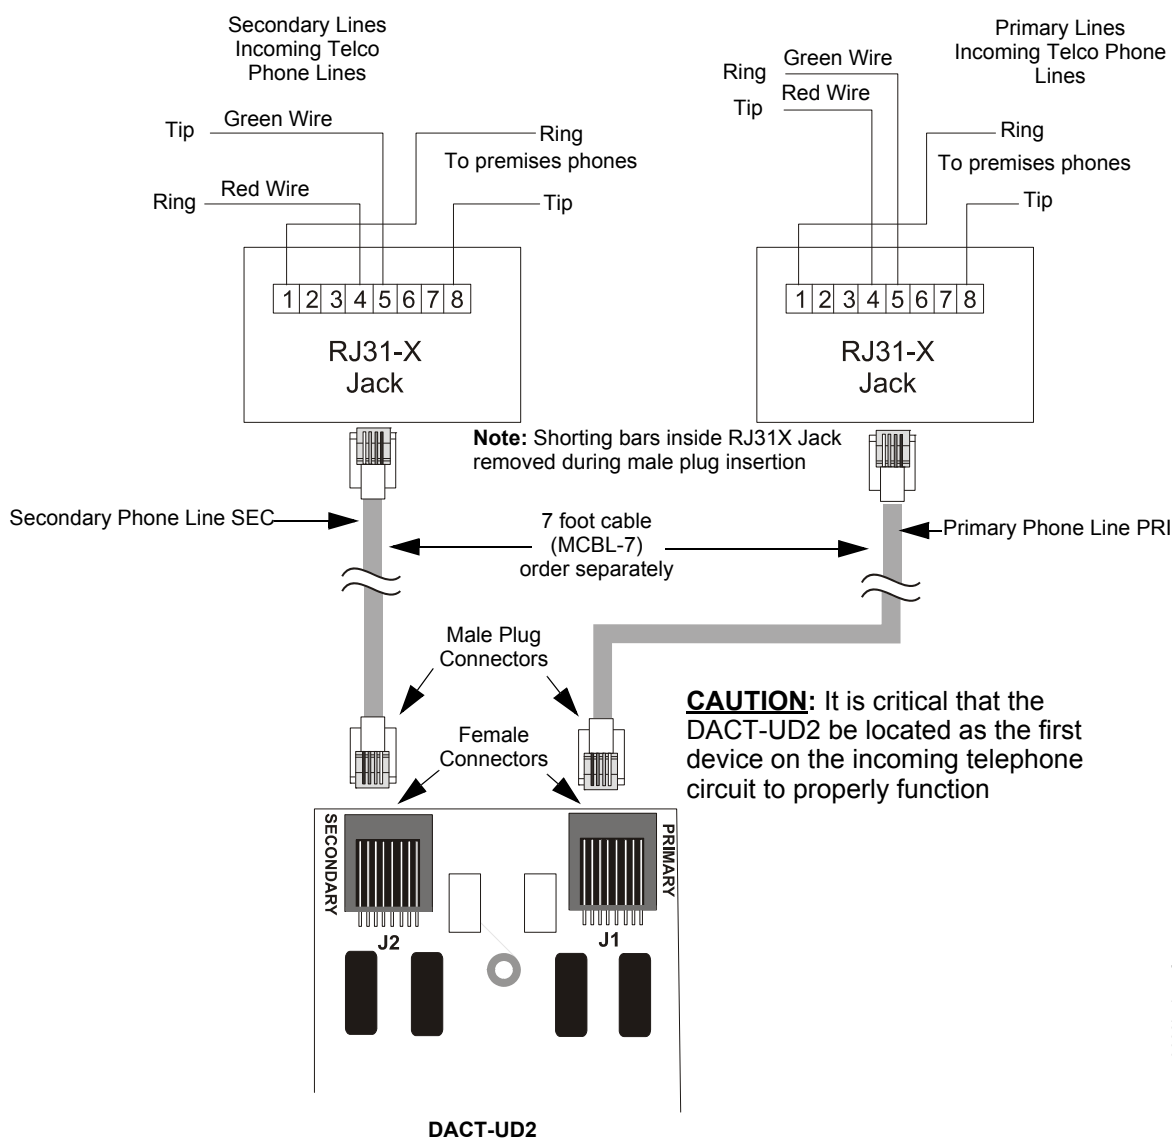 Secondary Lines
Incoming Telco
Phone Lines
Primary Lines
Incoming Telco Phone
Lines
Tip
Green Wire
Ring
To premises phones
Ring
Red Wire
Tip
Ring
Green Wire
Tip
Red Wire
Ring
To premises phones
Tip
1 2 3 4 5 6 7 8
RJ31-X
Jack
1 2 3 4 5 6 7 8
RJ31-X
Jack
Note: Shorting bars inside RJ31X Jack
removed during male plug insertion
Secondary Phone Line SEC
7 foot cable
(MCBL-7)
order separately
Primary Phone Line PRI
Male Plug
Connectors
CAUTION: It is critical that the
DACT-UD2 be located as the first
device on the incoming telephone
circuit to properly function
Female
Connectors
SECONDARY
J2
PRIMARY
J1
DACT-UD2